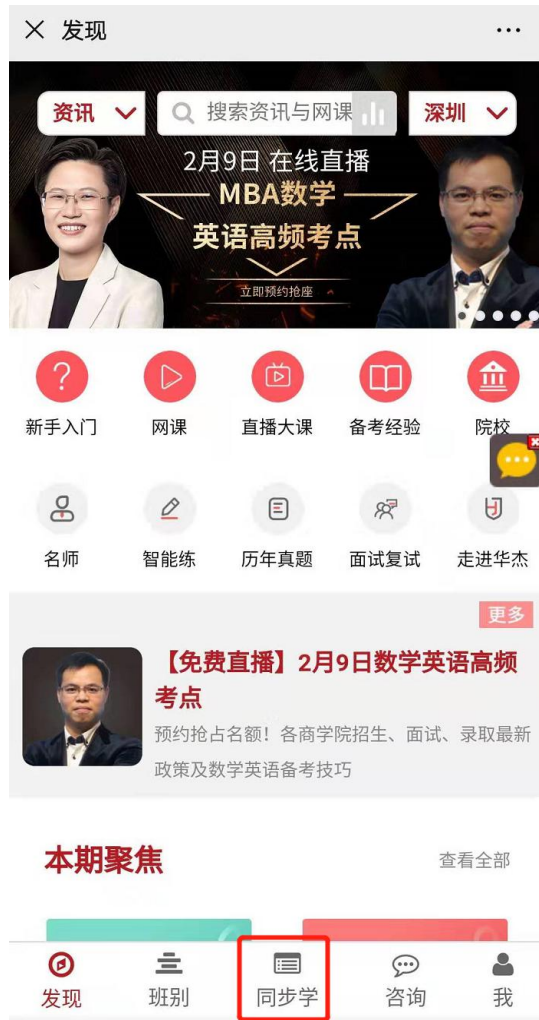 发现
资讯
搜索资讯与网课
深圳
2月9日 在线直播
MBA数学
英语高频考点
立即预约抢座
新手入门
网课
直播大课
备考经验
院校
名师
智能练
历年真题
面试复试
走进华杰
更多
【免费直播】2月9日数学英语高频
考点
预约抢占名额！各商学院招生、面试、录取最新
政策及数学英语备考技巧
本期聚焦
查看全部
发现
班别
同步学
咨询
我